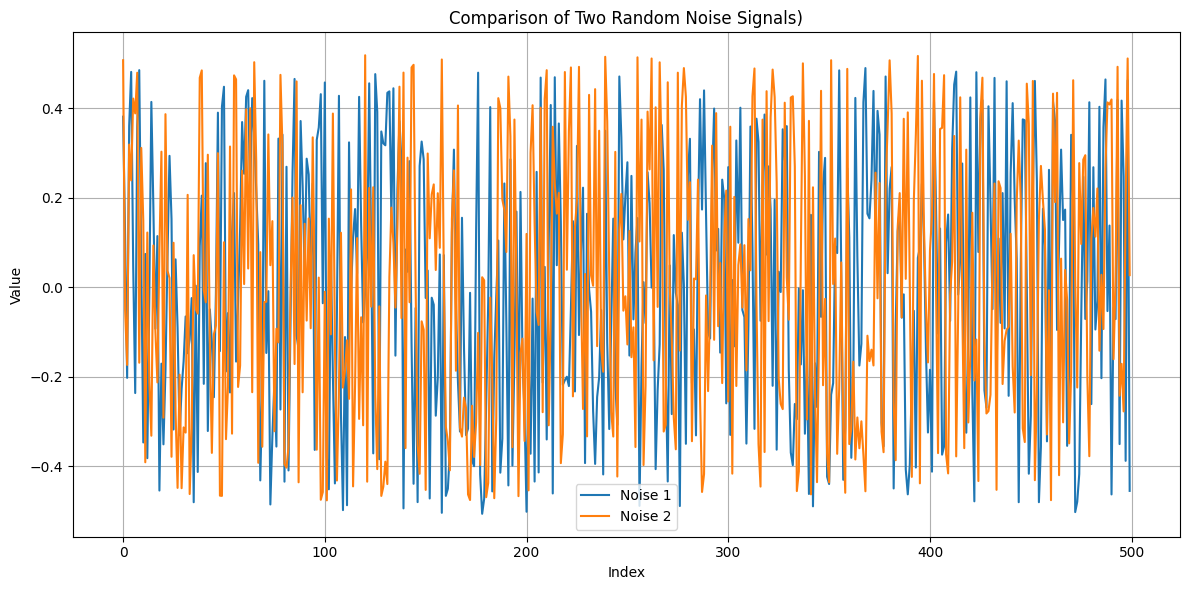 Comparison of Two Random Noise Signals)
Value
0.4
0.2
0.0
−0.2
−0.4
Noise 1
Noise 2
0 100 200 300 400 500
Index